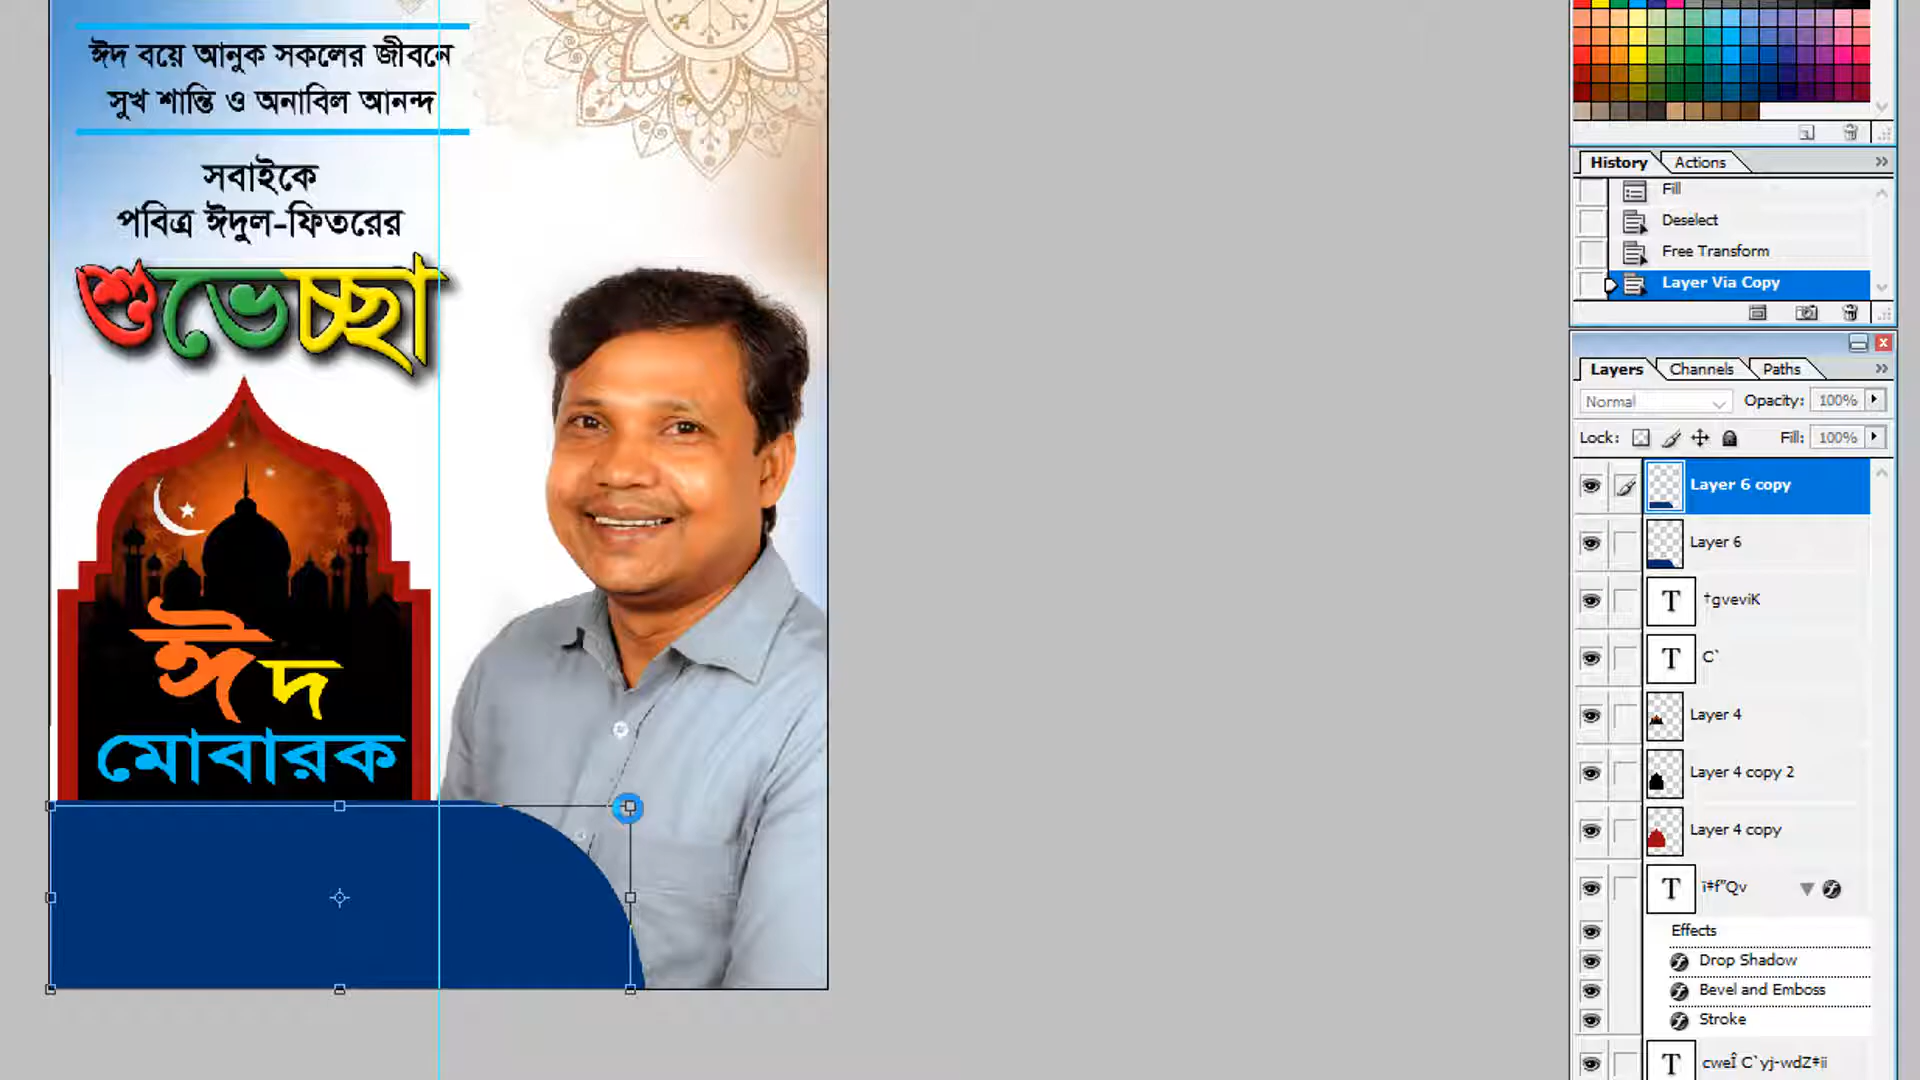 ঈদ বয়ে আনুক সকলের জীবনে
সুখ শান্তি ও অনাবিল আনন্দ
সবাইকে
পবিত্র ঈদুল-ফিতরের
শুভেচ্ছা
ঈদ
মোবারক
History
Actions
Fill
Deselect
Free Transform
Layer Via Copy
Layers
Channels
Paths
Normal
Opacity: 100%
Lock:
Fill: 100%
Layer 6 copy
Layer 6
T †gveviK
T C`
Layer 4
Layer 4 copy 2
Layer 4 copy
T ï‡f”Qv
Effects
Drop Shadow
Bevel and Emboss
Stroke
T cweÎ C`yj-wdZ‡ii